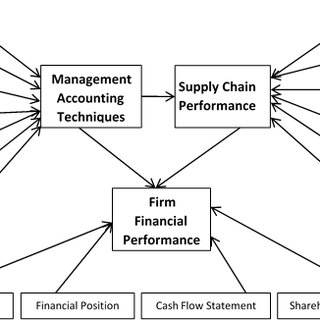 Management
Accounting
Techniques
Supply Chain
Performance
Firm
Financial
Performance
Financial Position
Cash Flow Statement